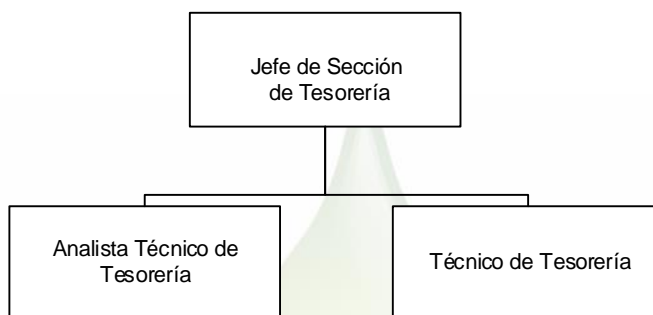 Jefe de Sección
de Tesorería
Analista Técnico de
Tesorería
Técnico de Tesorería